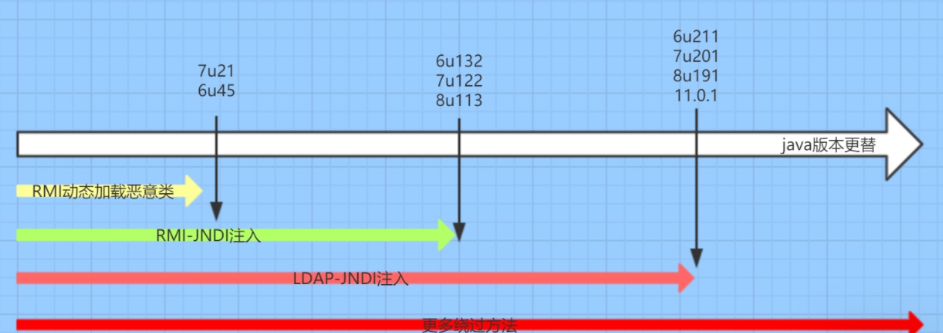 7u21
6u45
6u132
7u122
8u113
6u211
7u201
8u191
11.0.1
java版本更替
RMI动态加载恶意类
RMI-JNDI注入
LDAP-JNDI注入
更多绕过方法